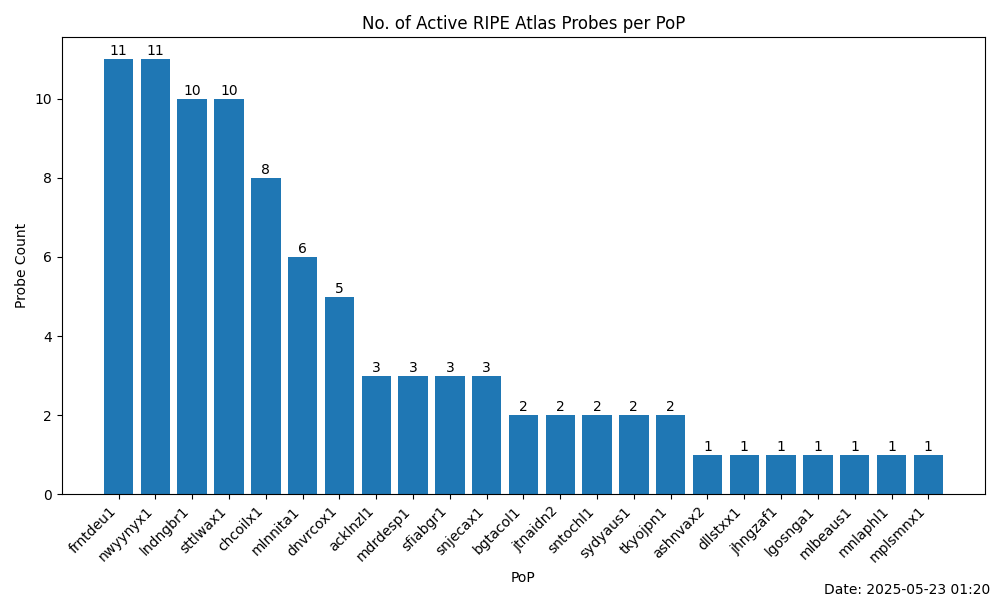 No. of Active RIPE Atlas Probes per PoP
Probe Count
10
8
6
4
2
0
11
11
10
10
8
6
5
3
3
3
3
2
2
2
2
2
1
1
1
1
1
1
1
frntdeu1
nwyynyx1
lndngbr1
sttlwax1
chcoilx1
mlnnita1
dnvrcox1
acklnzl1
mdrdesp1
sfiabgr1
snjecax1
bgtacol1
jtnaidn2
sntochl1
sydyaus1
tkyojpn1
ashnvax2
dllstxx1
jhngzaf1
lgosnga1
mlbeaus1
mnlaphl1
mplsmnx1
PoP
Date: 2025-05-23 01:20